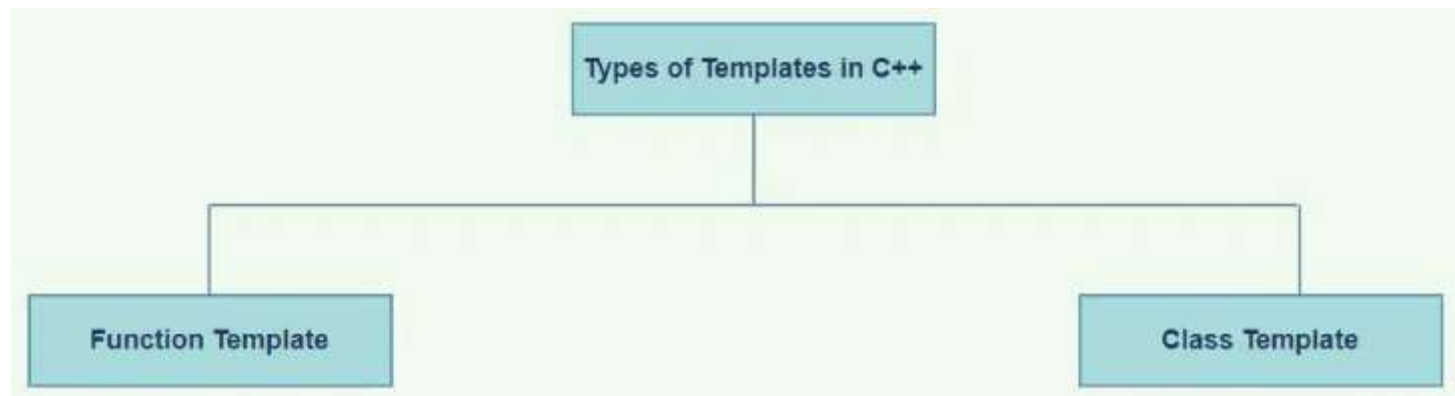 Types of Templates in C++
Function Template
Class Template